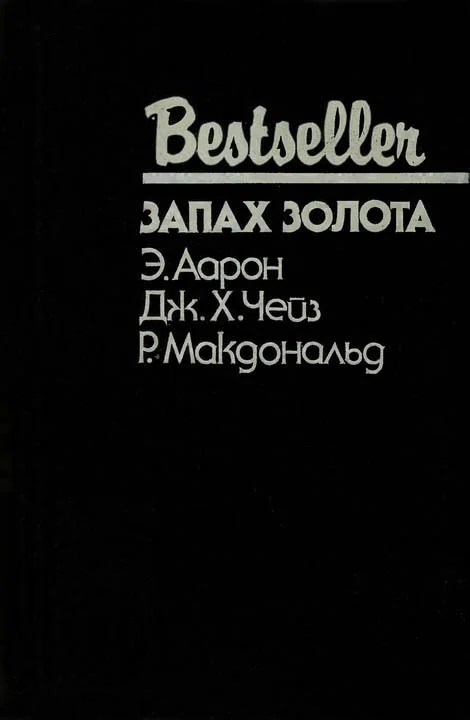 Bestseller
ЗАПАХ ЗОЛОТА
Э. Аарон
Дж. Х. Чейз
Р. Макдональд